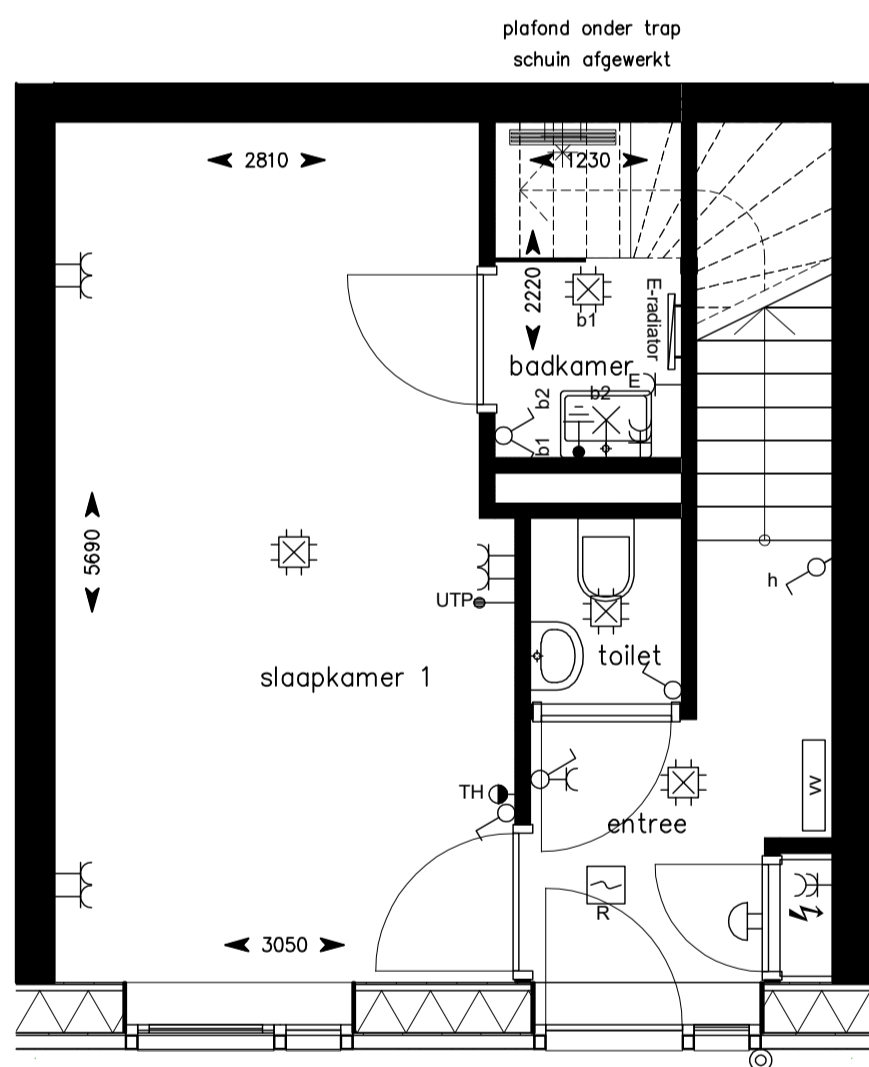 plafond onder trap
schuin afgewerkt
2810
1230
2220
b1
E-radiator
badkamer
E
b2
b2
b1
5690
h
UTP
toilet
slaapkamer 1
TH
VV
entree
R
3050